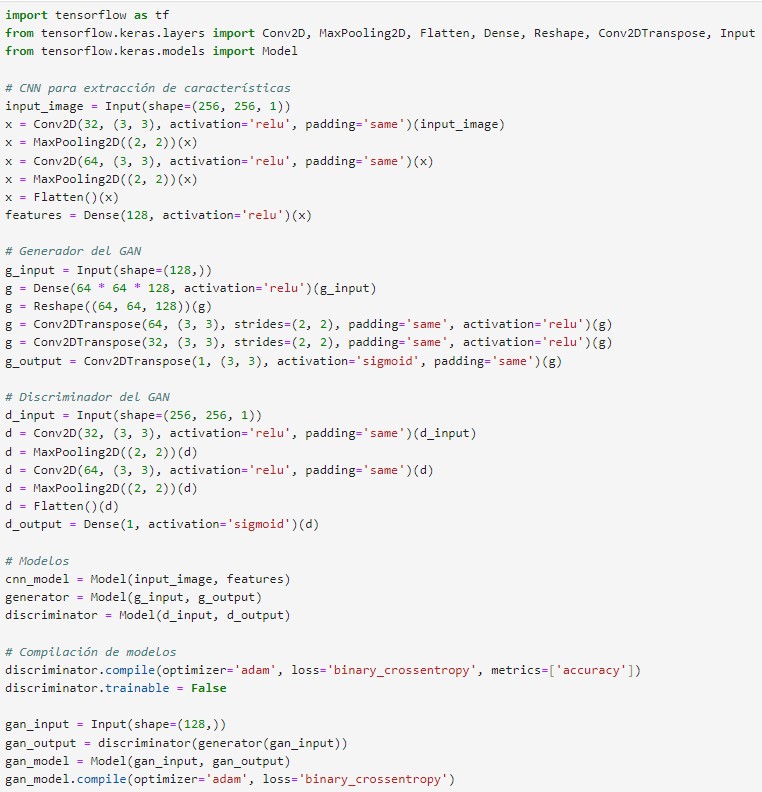 import tensorflow as tf
from tensorflow.keras.layers import Conv2D, MaxPooling2D, Flatten, Dense, Reshape, Conv2DTranspose, Input
from tensorflow.keras.models import Model

# CNN para extracción de características
input_image = Input(shape=(256, 256, 1))
x = Conv2D(32, (3, 3), activation='relu', padding='same')(input_image)
x = MaxPooling2D((2, 2))(x)
x = Conv2D(64, (3, 3), activation='relu', padding='same')(x)
x = MaxPooling2D((2, 2))(x)
x = Flatten()(x)
features = Dense(128, activation='relu')(x)

# Generador del GAN
g_input = Input(shape=(128,))
g = Dense(64 * 64 * 128, activation='relu')(g_input)
g = Reshape((64, 64, 128))(g)
g = Conv2DTranspose(64, (3, 3), strides=(2, 2), padding='same', activation='relu')(g)
g = Conv2DTranspose(32, (3, 3), strides=(2, 2), padding='same', activation='relu')(g)
g_output = Conv2DTranspose(1, (3, 3), activation='sigmoid', padding='same')(g)

# Discriminador del GAN
d_input = Input(shape=(256, 256, 1))
d = Conv2D(32, (3, 3), activation='relu', padding='same')(d_input)
d = MaxPooling2D((2, 2))(d)
d = Conv2D(64, (3, 3), activation='relu', padding='same')(d)
d = MaxPooling2D((2, 2))(d)
d = Flatten()(d)
d_output = Dense(1, activation='sigmoid')(d)

# Modelos
cnn_model = Model(input_image, features)
generator = Model(g_input, g_output)
discriminator = Model(d_input, d_output)

# Compilación de modelos
discriminator.compile(optimizer='adam', loss='binary_crossentropy', metrics=['accuracy'])
discriminator.trainable = False

gan_input = Input(shape=(128,))
gan_output = discriminator(generator(gan_input))
gan_model = Model(gan_input, gan_output)
gan_model.compile(optimizer='adam', loss='binary_crossentropy')